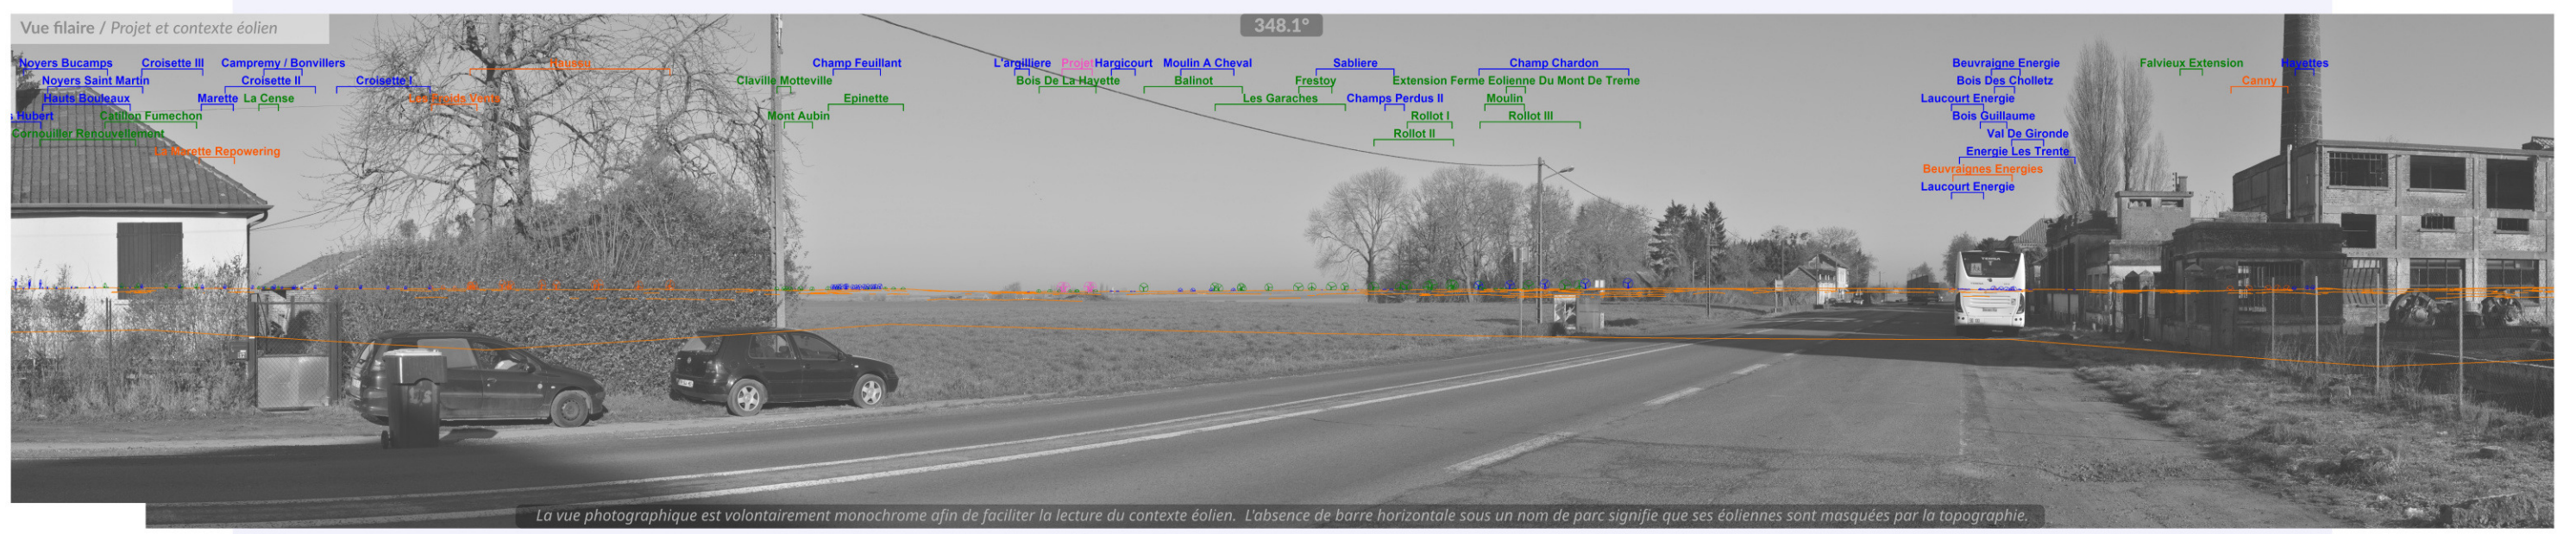 Vue filaire / Projet et contexte éolien
348.1°
Noyers Bucamps
Croisette III
Campremy / Bonvillers
Haussu
Champ Feuillant
L'argilliere
Projet
Hargicourt
Moulin A Cheval
Sabliere
Champ Chardon
Beuvraigne Energie
Falvieux Extension
Hayettes
Noyers Saint Martin
Croisette II
Croisette I
Claville Motteville
Bois De La Hayette
Balinot
Frestoy
Extension Ferme Eolienne Du Mont De Treme
Bois Des Cholletz
Canny
Hauts Bouleaux
Marette
La Cense
Epinette
Les Garaches
Champs Perdus II
Moulin
Laucourt Energie
Hubert
Catillon Fumechon
Mont Aubin
Rollot I
Rollot III
Bois Guillaume
Cornouiller Renouvellement
Rollot II
Val De Gironde
La Marette Repowering
Energie Les Trente
Beuvraignes Energies
Laucourt Energie
La vue photographique est volontairement monochrome afin de faciliter la lecture du contexte éolien. L'absence de barre horizontale sous un nom de parc signifie que ses éoliennes sont masquées par la topographie.